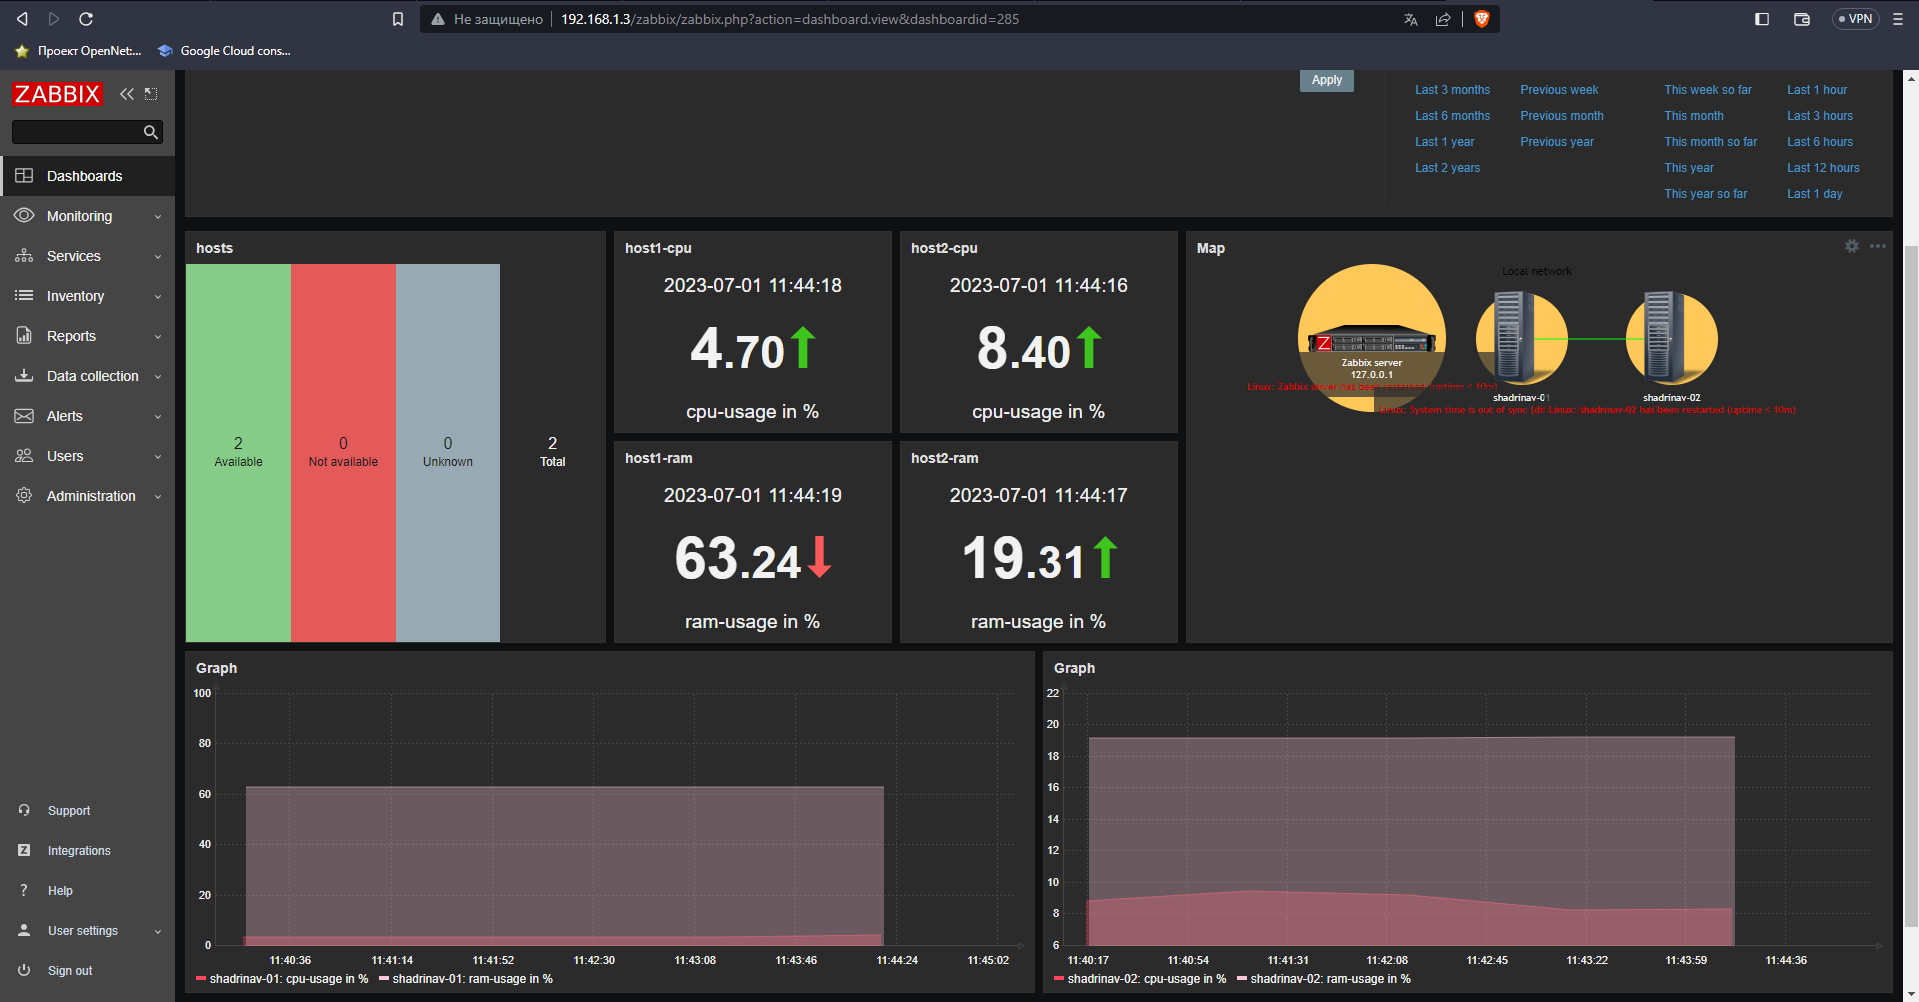 Не защищено 192.168.1.3/zabbix/zabbix.php?action=dashboard.view&dashboardid=285
VPN
Проект OpenNet:...
Google Cloud cons...
ZABBIX
Dashboards
Monitoring
Services
Inventory
Reports
Data collection
Alerts
Users
Administration
Support
Integrations
Help
User settings
Sign out
Apply
Last 3 months Previous week This week so far Last 1 hour
Last 6 months Previous month This month Last 3 hours
Last 1 year Previous year This month so far Last 6 hours
Last 2 years This year Last 12 hours
This year so far Last 1 day
hosts
2
Available
0
Not available
0
Unknown
2
Total
host1-cpu
2023-07-01 11:44:18
4.70
cpu-usage in %
host2-cpu
2023-07-01 11:44:16
8.40
cpu-usage in %
host1-ram
2023-07-01 11:44:19
63.24
ram-usage in %
host2-ram
2023-07-01 11:44:17
19.31
ram-usage in %
Map
Local network
Z
Zabbix server
127.0.0.1
Linux: Zabbix server has been restarted (uptime < 10m)
shadrinav-01
shadrinav-02
Linux: System time is out of sync (dif
Linux: shadrinav-02 has been restarted (uptime < 10m)
Graph
100
80
60
40
20
0
11:40:36 11:41:14 11:41:52 11:42:30 11:43:08 11:43:46 11:44:24 11:45:02
shadrinav-01: cpu-usage in % shadrinav-01: ram-usage in %
Graph
22
20
18
16
14
12
10
8
6
11:40:17 11:40:54 11:41:31 11:42:08 11:42:45 11:43:22 11:43:59 11:44:36
shadrinav-02: cpu-usage in % shadrinav-02: ram-usage in %